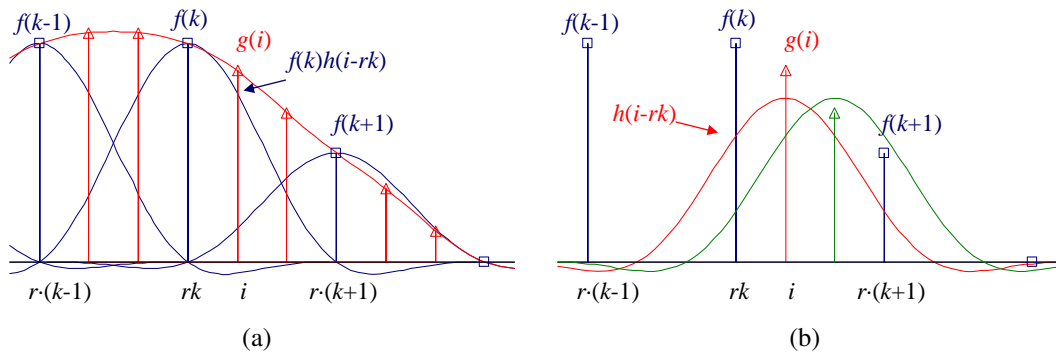 f(k-1)
f(k)
g(i)
f(k)h(i-rk)
f(k+1)
r·(k-1)
rk
i
r·(k+1)
(a)
f(k-1)
f(k)
g(i)
h(i-rk)
f(k+1)
r·(k-1)
rk
i
r·(k+1)
(b)